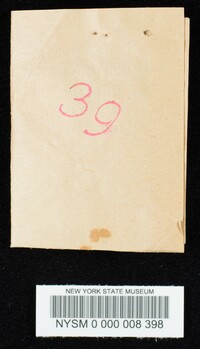 39
NEW YORK STATE MUSEUM
NYSM 0 000 008 398